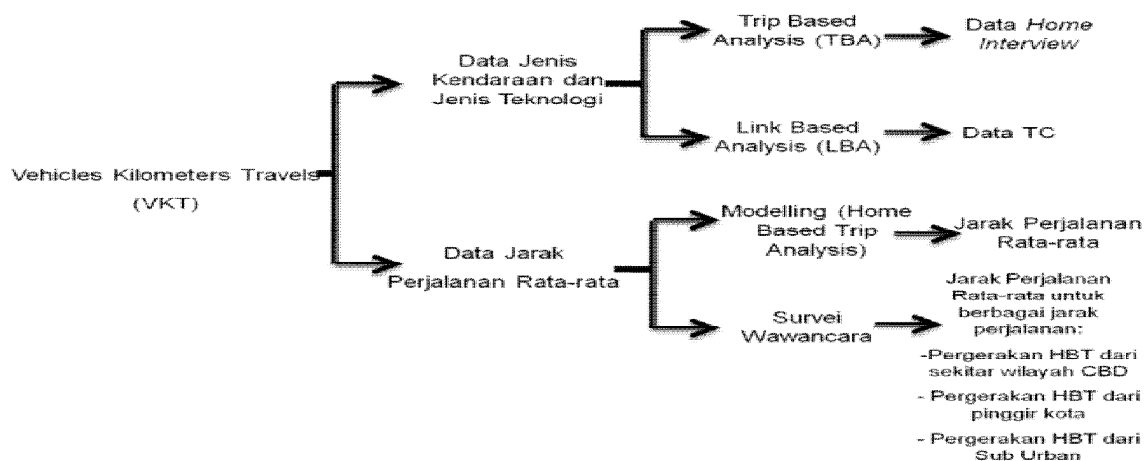 Vehicles Kilometers Travels
(VKT)
Data Jenis
Kendaraan dan
Jenis Teknologi
Trip Based
Analysis (TBA)
Data Home
Interview
Link Based
Analysis (LBA)
Data TC
Data Jarak
Perjalanan Rata-rata
Modelling (Home
Based Trip
Analysis)
Jarak Perjalanan
Rata-rata
Survei
Wawancara
Jarak Perjalanan
Rata-rata untuk
berbagai jarak
perjalanan:
-Pergerakan HBT dari
sekitar wilayah CBD
- Pergerakan HBT dari
pinggir kota
- Pergerakan HBT dari
Sub Urban